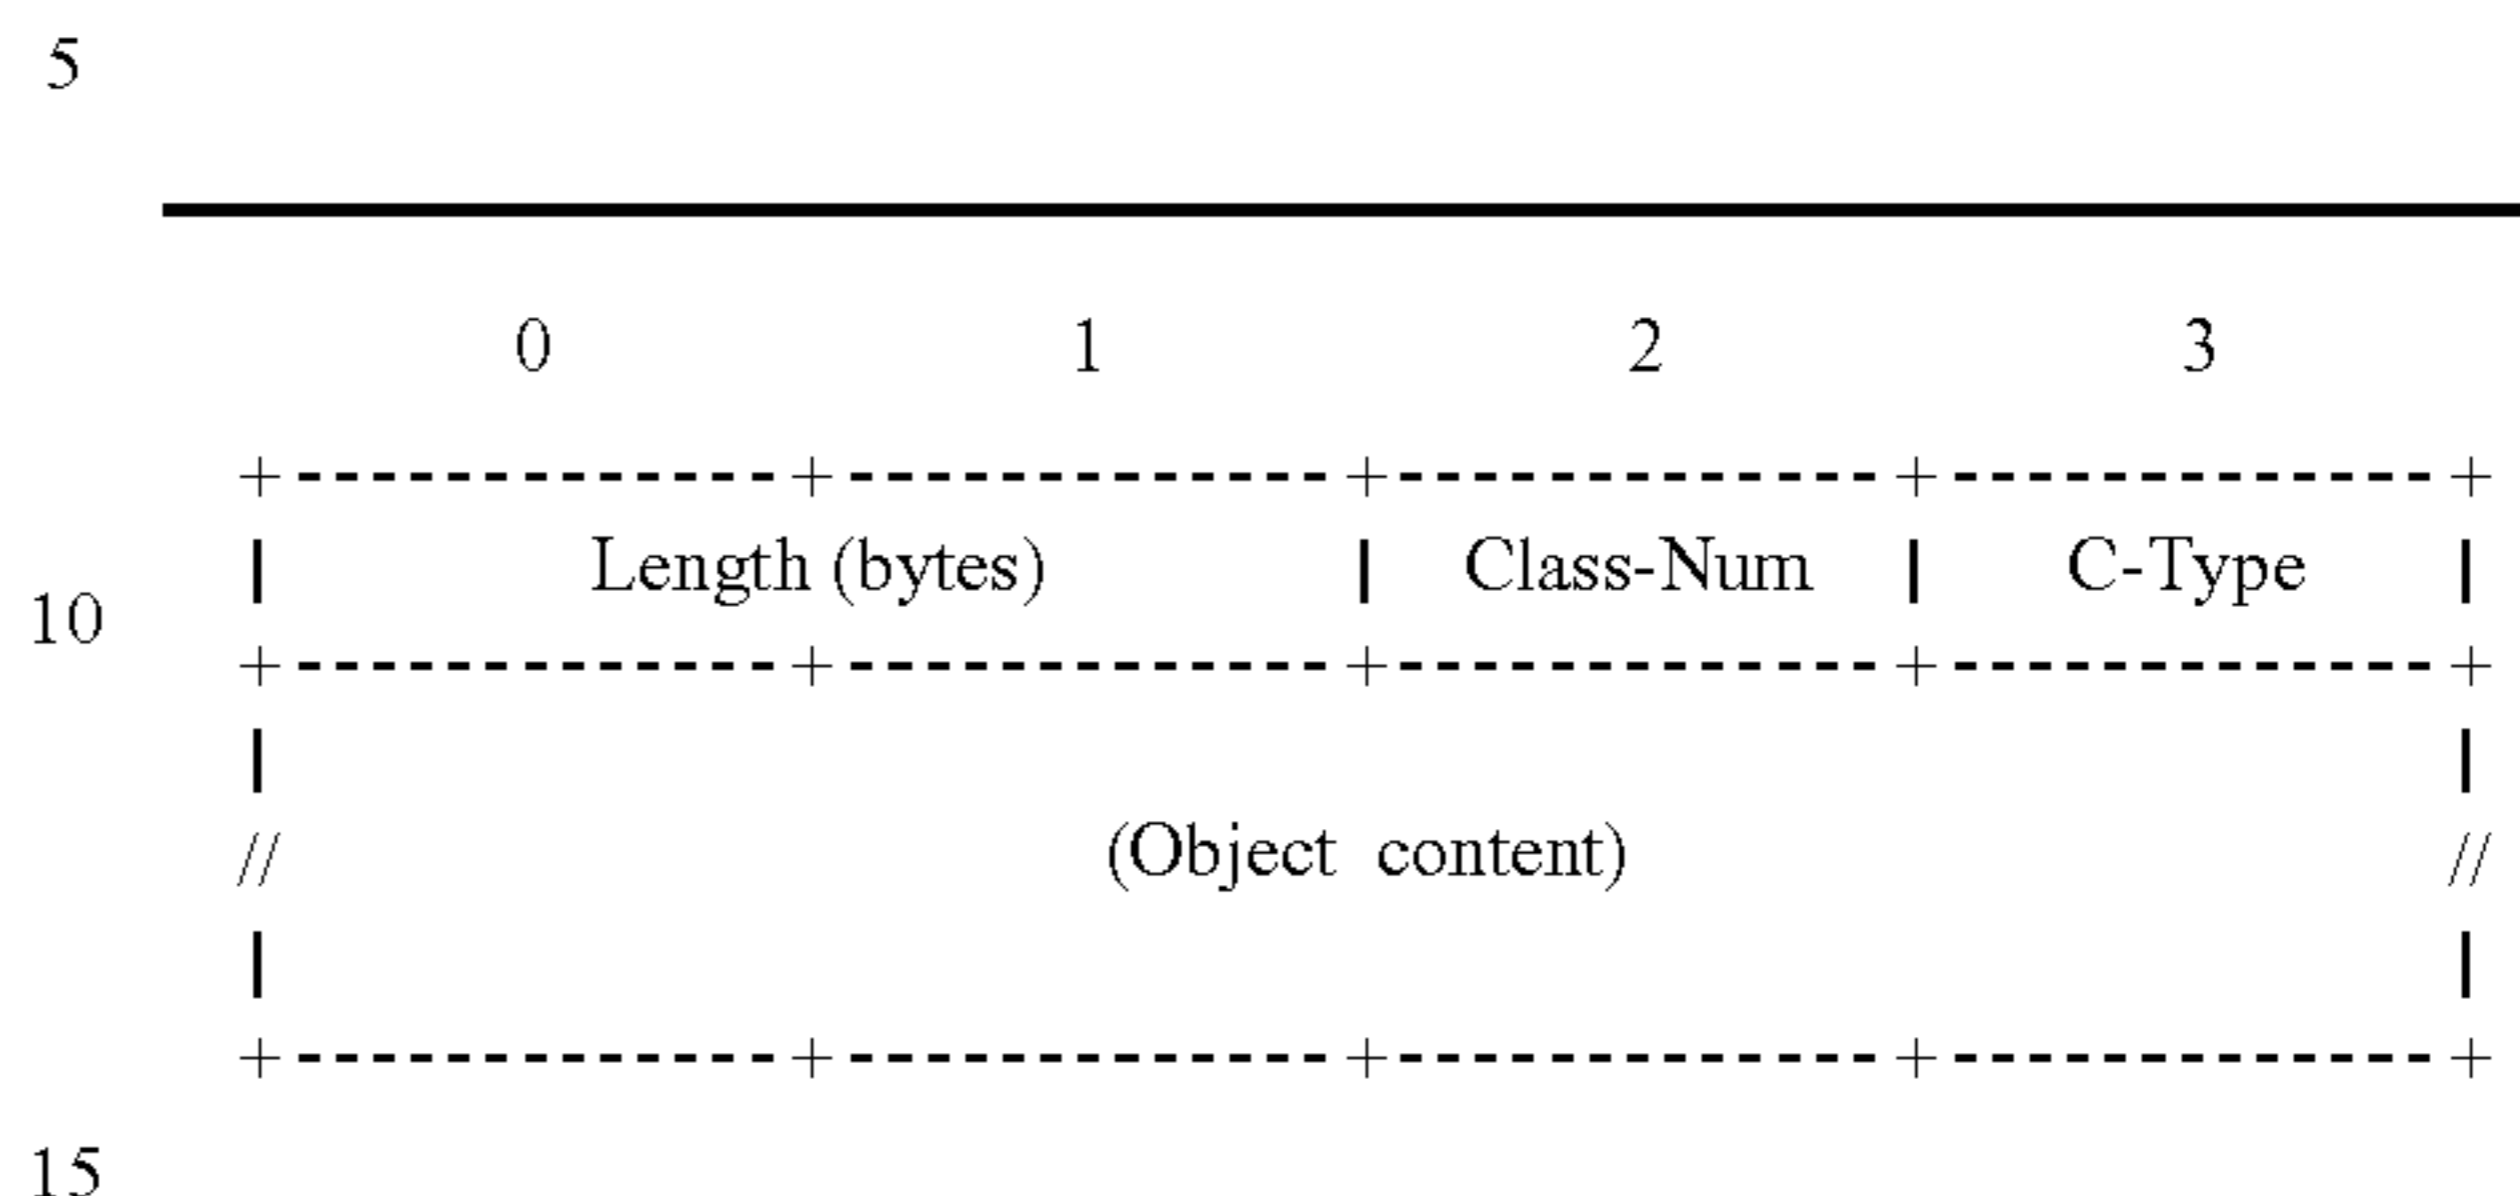 5
0 1 2 3
+-------------+-------------+-------------+-------------+
| Length (bytes) | Class-Num | C-Type |
10
+-------------+-------------+-------------+-------------+
| |
// (Object content) //
| |
+-------------+-------------+-------------+-------------+
15